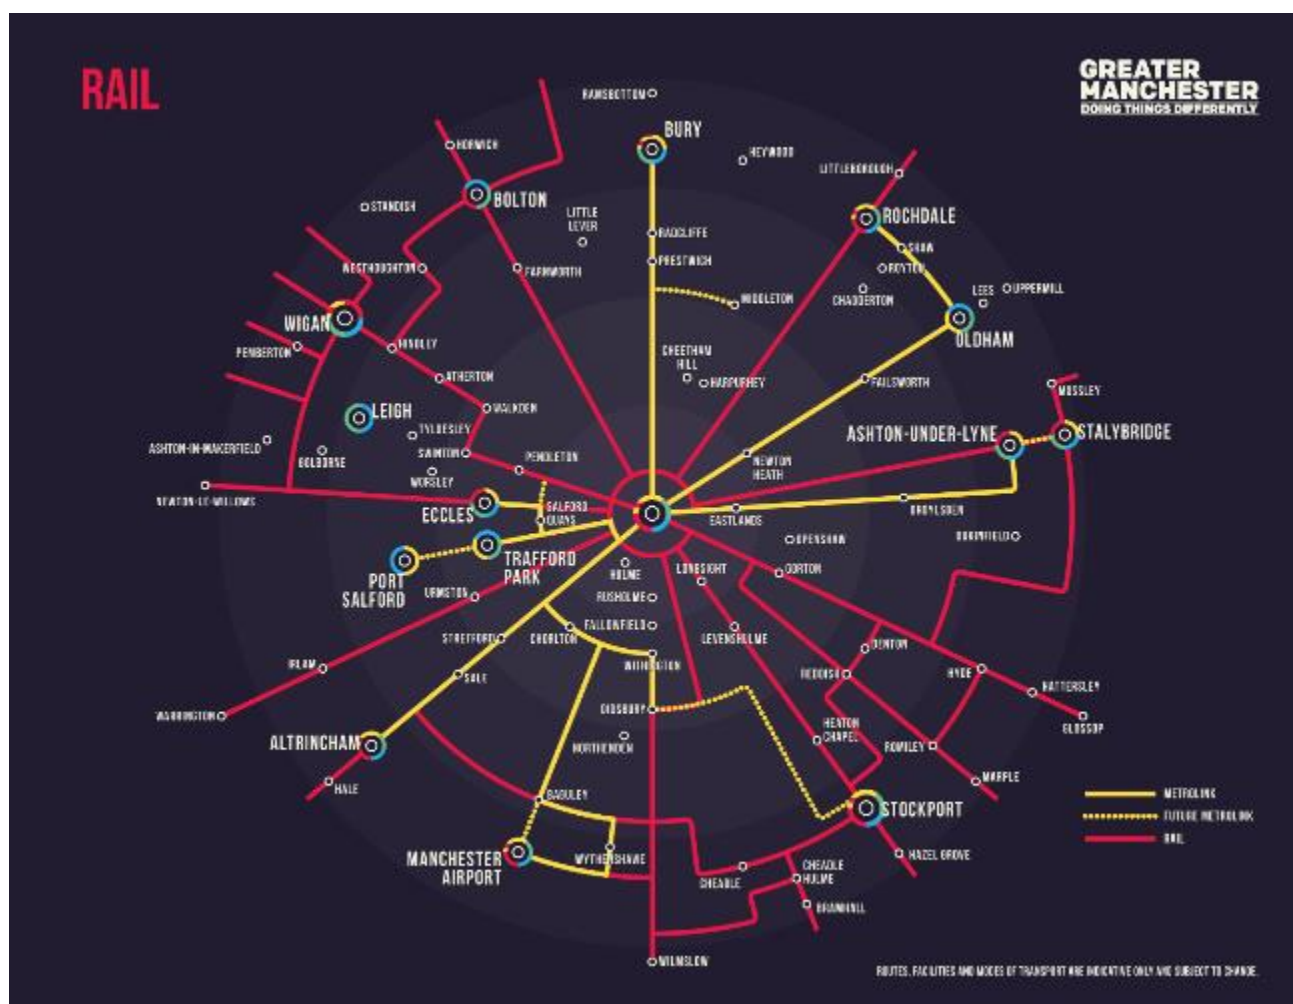 RAIL
GREATER
MANCHESTER
DOING THINGS DIFFERENTLY
RAMSBOTTOM
BURY
HEYWOOD
HORWICH
LITTLEBOROUGH
BOLTON
STANDISH
LITTLE
LEVER
ROCHDALE
RADCLIFFE
SHAW
WESTHOUGHTON
FARNWORTH
PRESTWICH
ROYTON
CHADDERTON
LEES
UPPERMILL
MIDDLETON
WIGAN
OLDHAM
PEMBERTON
HINDLEY
CHEETHAM
HILL
HARPURHEY
ATHERTON
FAILSWORTH
MOSSLEY
LEIGH
WALKDEN
TYLDESLEY
ASHTON-UNDER-LYNE
STALYBRIDGE
ASHTON-IN-MAKERFIELD
GOLBORNE
SWINTON
PENDLETON
NEWTON
HEATH
WORSLEY
NEWTON-LE-WILLOWS
ECCLES
SALFORD
QUAYS
EASTLANDS
DROYLSDEN
DUKINFIELD
OPENSHAW
TRAFFORD
PARK
PORT
SALFORD
HULME
LONGSIGHT
GORTON
URMSTON
RUSHOLME
STRETFORD
CHORLTON
FALLOWFIELD
LEVENSHULME
DENTON
IRLAM
SALE
WITHINGTON
REDDISH
HYDE
HATTERSLEY
WARRINGTON
DIDSBURY
GLOSSOP
ALTRINCHAM
NORTHENDEN
HEATON
CHAPEL
ROMILEY
HALE
BAGULEY
MARPLE
STOCKPORT
METROLINK
FUTURE METROLINK
RAIL
MANCHESTER
AIRPORT
WYTHENSHAWE
HAZEL GROVE
CHEADLE
CHEADLE
HULME
BRAMHALL
WILMSLOW
ROUTES, FACILITIES AND MODES OF TRANSPORT ARE INDICATIVE ONLY AND SUBJECT TO CHANGE.